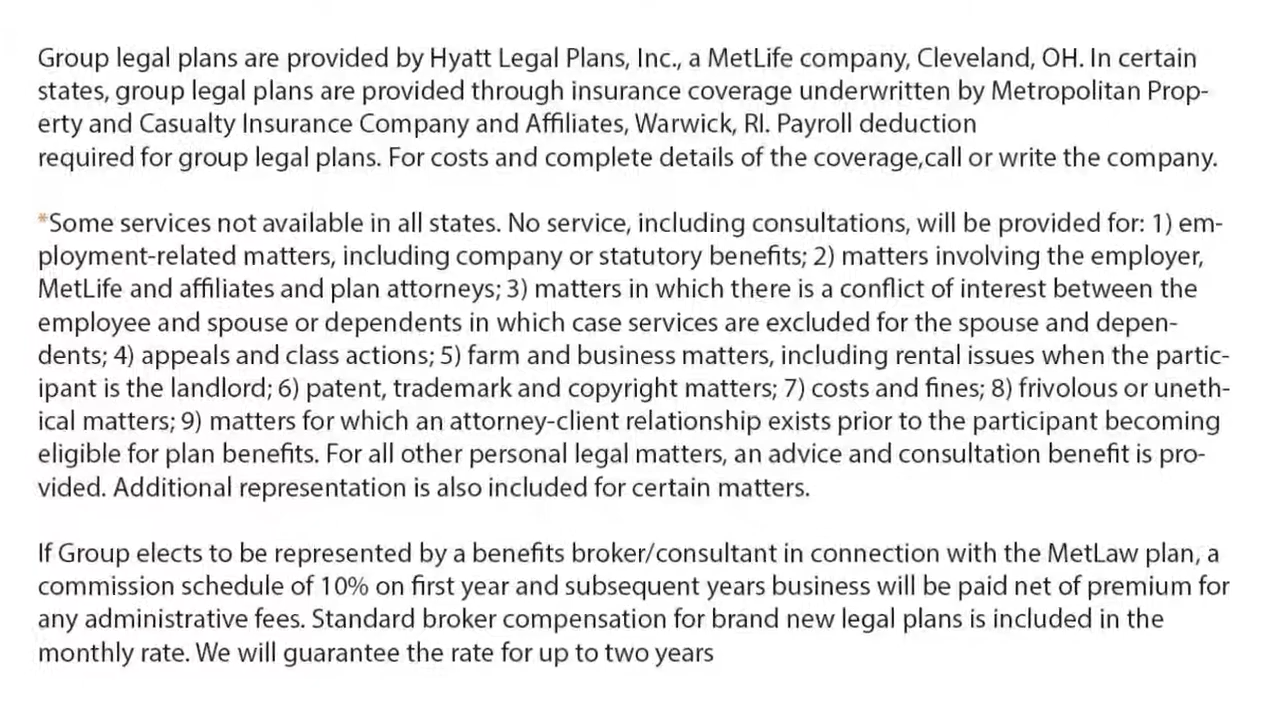 Group legal plans are provided by Hyatt Legal Plans, Inc., a MetLife company, Cleveland, OH. In certain
states, group legal plans are provided through insurance coverage underwritten by Metropolitan Prop-
erty and Casualty Insurance Company and Affiliates, Warwick, RI. Payroll deduction
required for group legal plans. For costs and complete details of the coverage,call or write the company.
*Some services not available in all states. No service, including consultations, will be provided for: 1) em-
ployment-related matters, including company or statutory benefits; 2) matters involving the employer,
MetLife and affiliates and plan attorneys; 3) matters in which there is a conflict of interest between the
employee and spouse or dependents in which case services are excluded for the spouse and depen-
dents; 4) appeals and class actions; 5) farm and business matters, including rental issues when the partic-
ipant is the landlord; 6) patent, trademark and copyright matters; 7) costs and fines; 8) frivolous or uneth-
ical matters; 9) matters for which an attorney-client relationship exists prior to the participant becoming
eligible for plan benefits. For all other personal legal matters, an advice and consultation benefit is pro-
vided. Additional representation is also included for certain matters.
If Group elects to be represented by a benefits broker/consultant in connection with the MetLaw plan, a
commission schedule of 10% on first year and subsequent years business will be paid net of premium for
any administrative fees. Standard broker compensation for brand new legal plans is included in the
monthly rate. We will guarantee the rate for up to two years